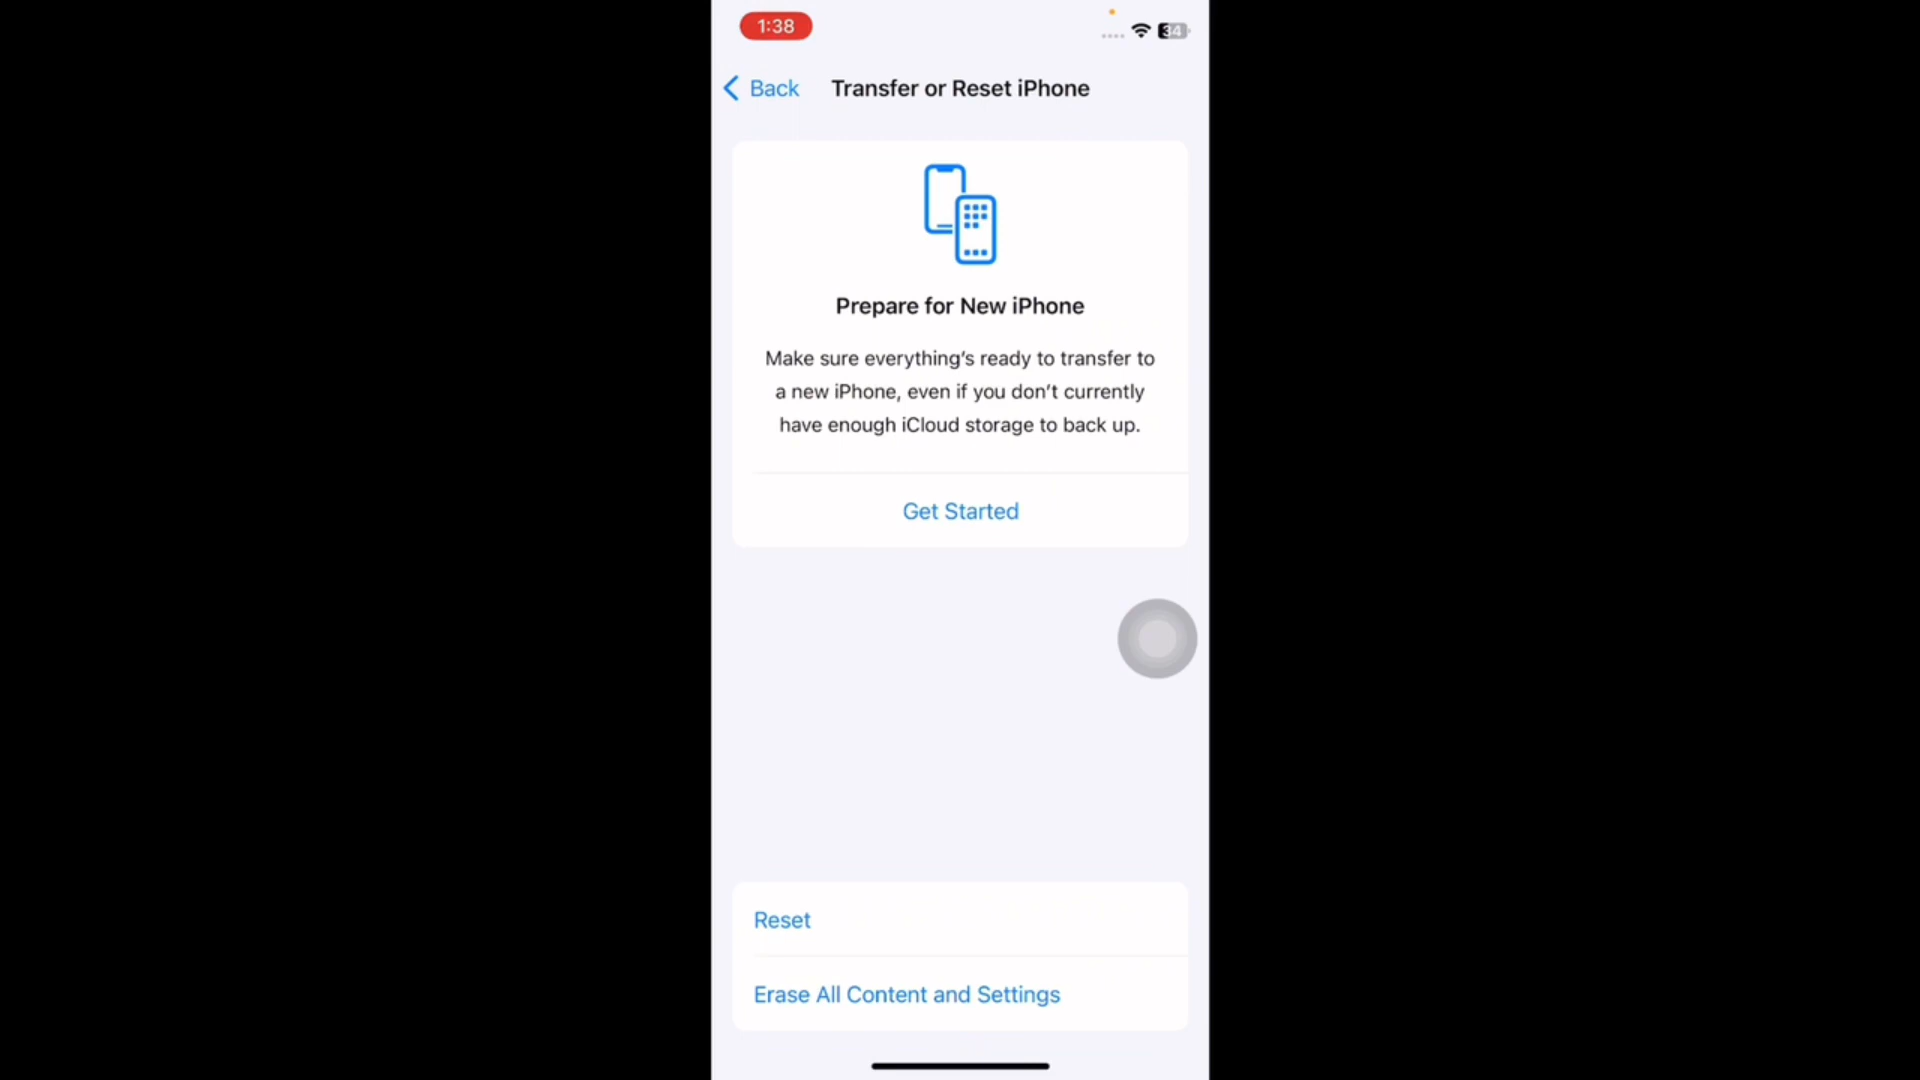 1:38
34
Back
Transfer or Reset iPhone
Prepare for New iPhone
Make sure everything’s ready to transfer to
a new iPhone, even if you don’t currently
have enough iCloud storage to back up.
Get Started
Reset
Erase All Content and Settings